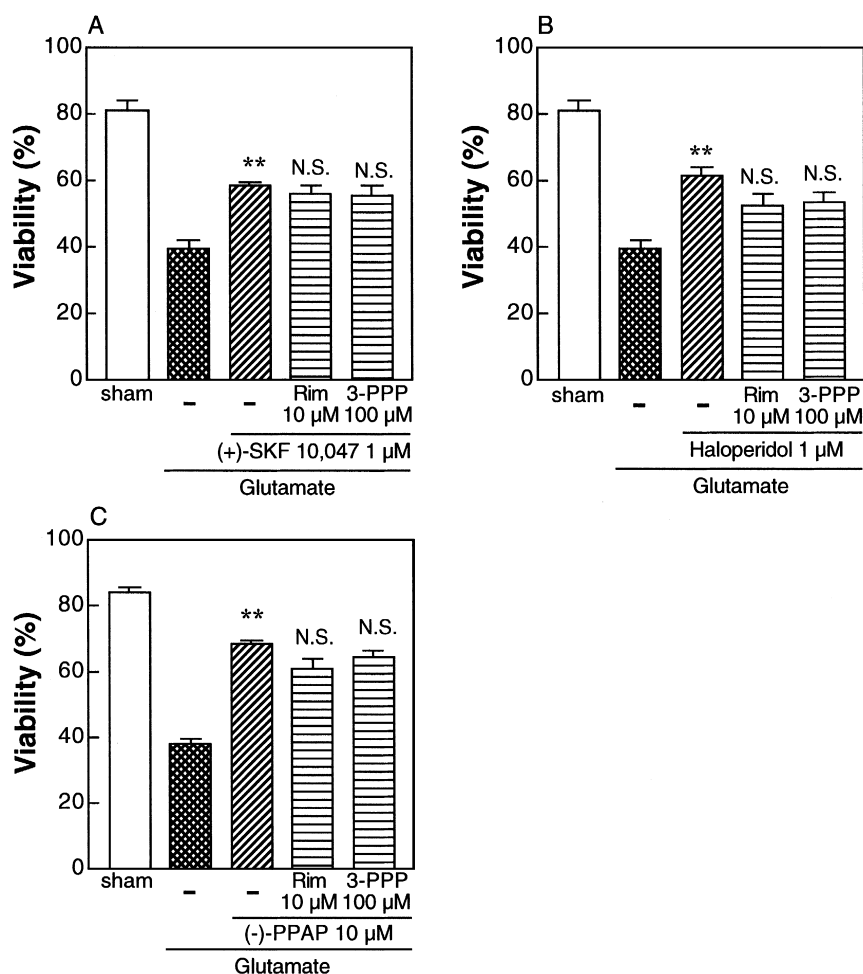 A
100
80
60
40
20
0
Viability (%)
**
N.S.
N.S.
sham
–
–
Rim
10 µM
3-PPP
100 µM
(+)-SKF 10,047 1 µM
Glutamate
B
100
80
60
40
20
0
Viability (%)
**
N.S.
N.S.
sham
–
–
Rim
10 µM
3-PPP
100 µM
Haloperidol 1 µM
Glutamate
C
100
80
60
40
20
0
Viability (%)
**
N.S.
N.S.
sham
–
–
Rim
10 µM
3-PPP
100 µM
(-)-PPAP 10 µM
Glutamate